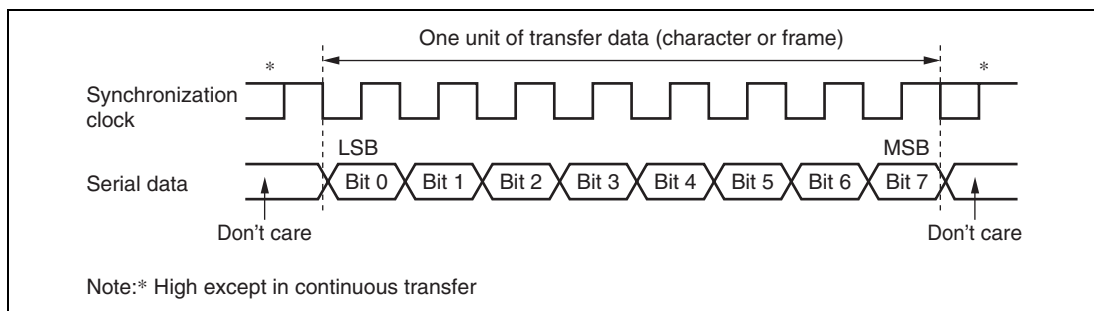 One unit of transfer data (character or frame)
* *
Synchronization
clock
LSB MSB
Serial data Bit 0 Bit 1 Bit 2 Bit 3 Bit 4 Bit 5 Bit 6 Bit 7
Don't care Don't care
Note:* High except in continuous transfer